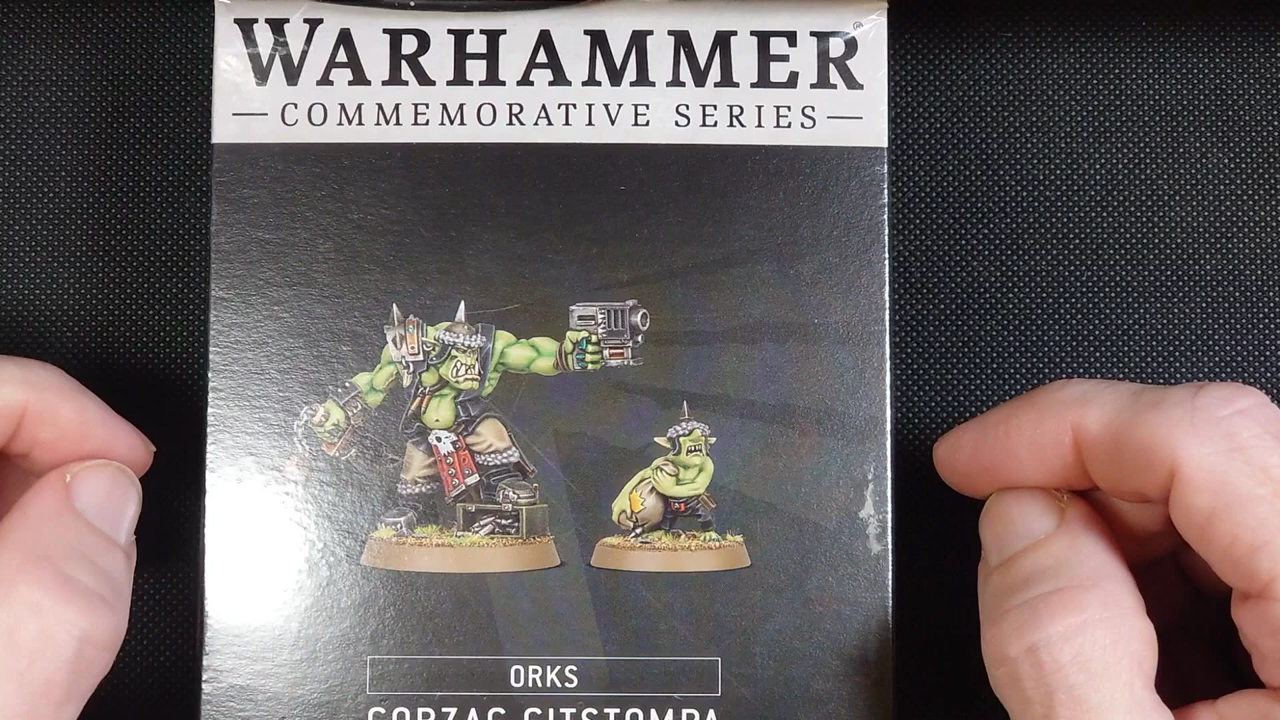 WARHAMMER
—COMMEMORATIVE SERIES—
ORKS
GORZAG GITSTOMPA